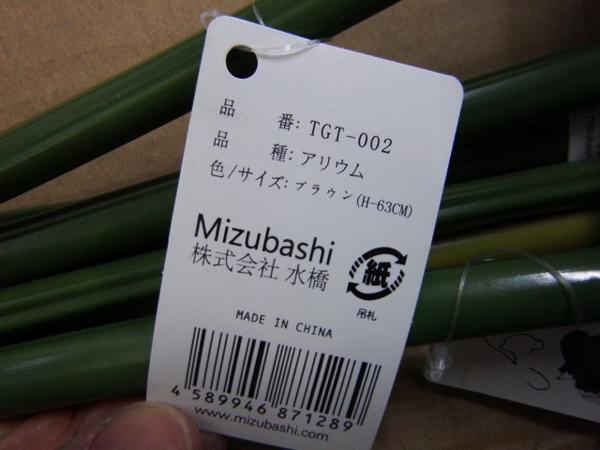 品　番: TGT-002
品　種: アリウム
色/サイズ: ブラゥン(H-63CM)
Mizubashi
株式会社 水橋
紙
吊札
MADE IN CHINA
4 589946 871289
www.mizubashi.com